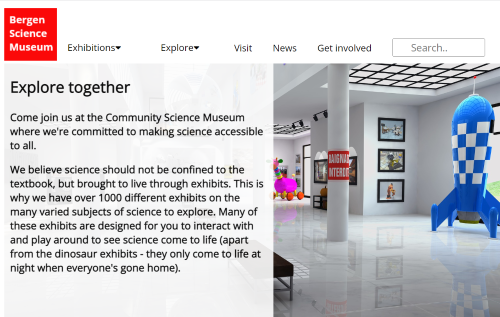 Bergen
Science
Museum
Exhibitions
Explore
Visit
News
Get involved
Search..
Explore together
Come join us at the Community Science Museum
where we're committed to making science accessible
to all.
We believe science should not be confined to the
textbook, but brought to live through exhibits. This is
why we have over 1000 different exhibits on the
many varied subjects of science to explore. Many of
these exhibits are designed for you to interact with
and play around to see science come to life (apart
from the dinosaur exhibits - they only come to life at
night when everyone's gone home).